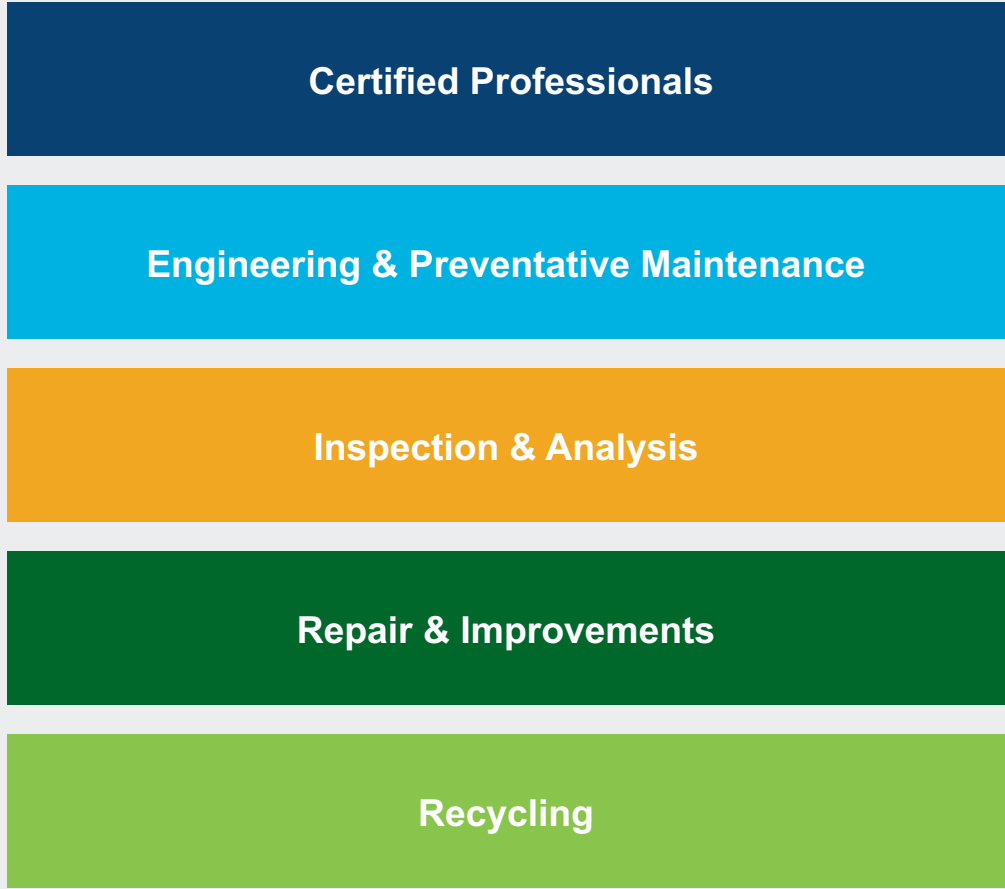 Certified Professionals
Engineering & Preventative Maintenance
Inspection & Analysis
Repair & Improvements
Recycling